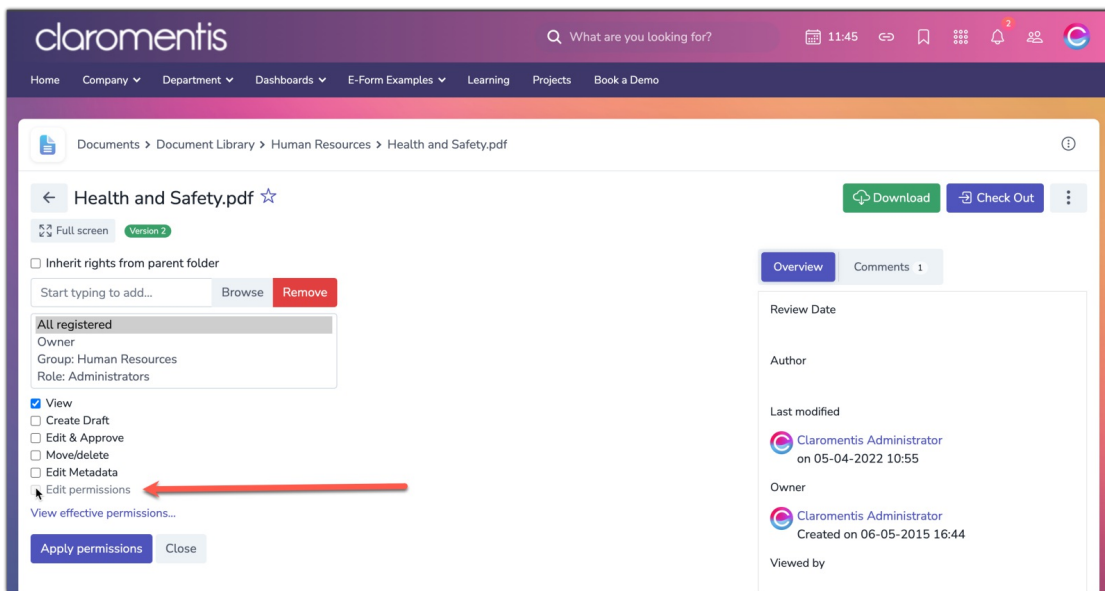 claromentis
What are you looking for?
11:45
2
Home Company Department Dashboards E-Form Examples Learning Projects Book a Demo
Documents > Document Library > Human Resources > Health and Safety.pdf
Health and Safety.pdf
Download
Check Out
Full screen
Version 2
Inherit rights from parent folder
Start typing to add...
Browse
Remove
All registered
Owner
Group: Human Resources
Role: Administrators
View
Create Draft
Edit & Approve
Move/delete
Edit Metadata
Edit permissions
View effective permissions...
Apply permissions
Close
Overview
Comments 1
Review Date
Author
Last modified
Claromentis Administrator
on 05-04-2022 10:55
Owner
Claromentis Administrator
Created on 06-05-2015 16:44
Viewed by